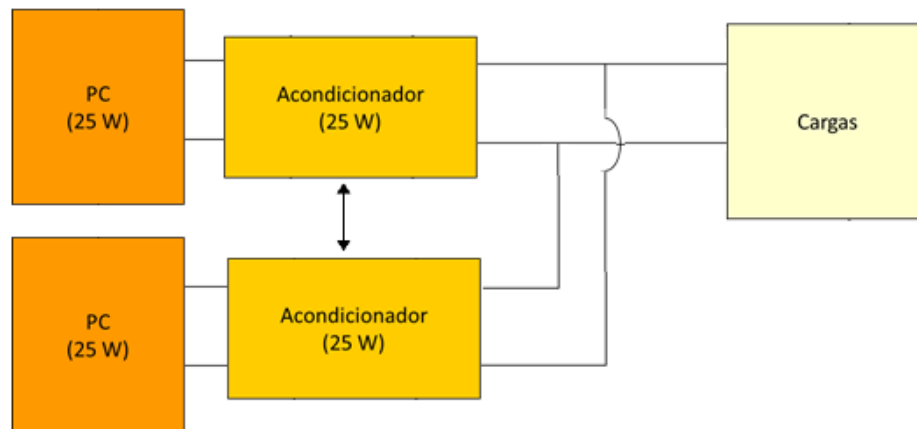 PC
(25 W)
Acondicionador
(25 W)
Cargas
PC
(25 W)
Acondicionador
(25 W)